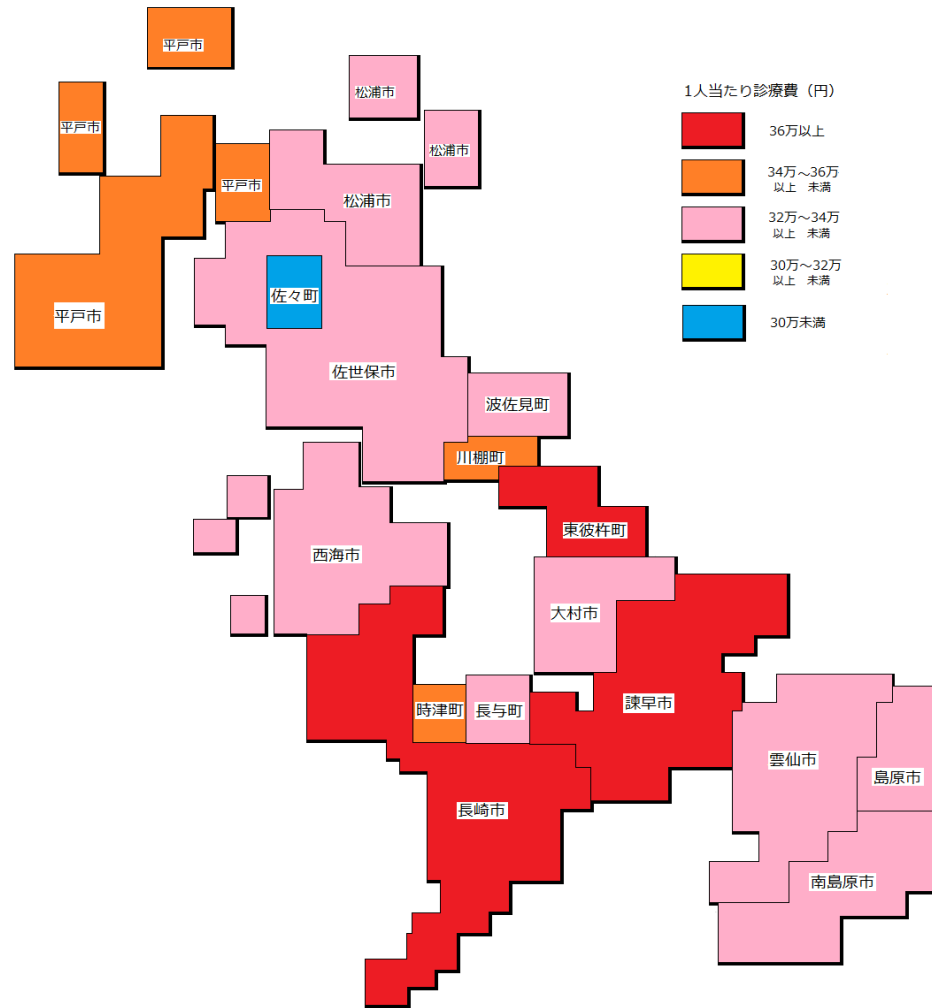 平戸市
松浦市
1人当たり診療費（円）
平戸市
36万以上
松浦市
34万～36万
以上 未満
平戸市
松浦市
32万～34万
以上 未満
30万～32万
以上 未満
佐々町
30万未満
平戸市
佐世保市
波佐見町
川棚町
東彼杵町
西海市
大村市
時津町
長与町
諫早市
雲仙市
島原市
長崎市
南島原市